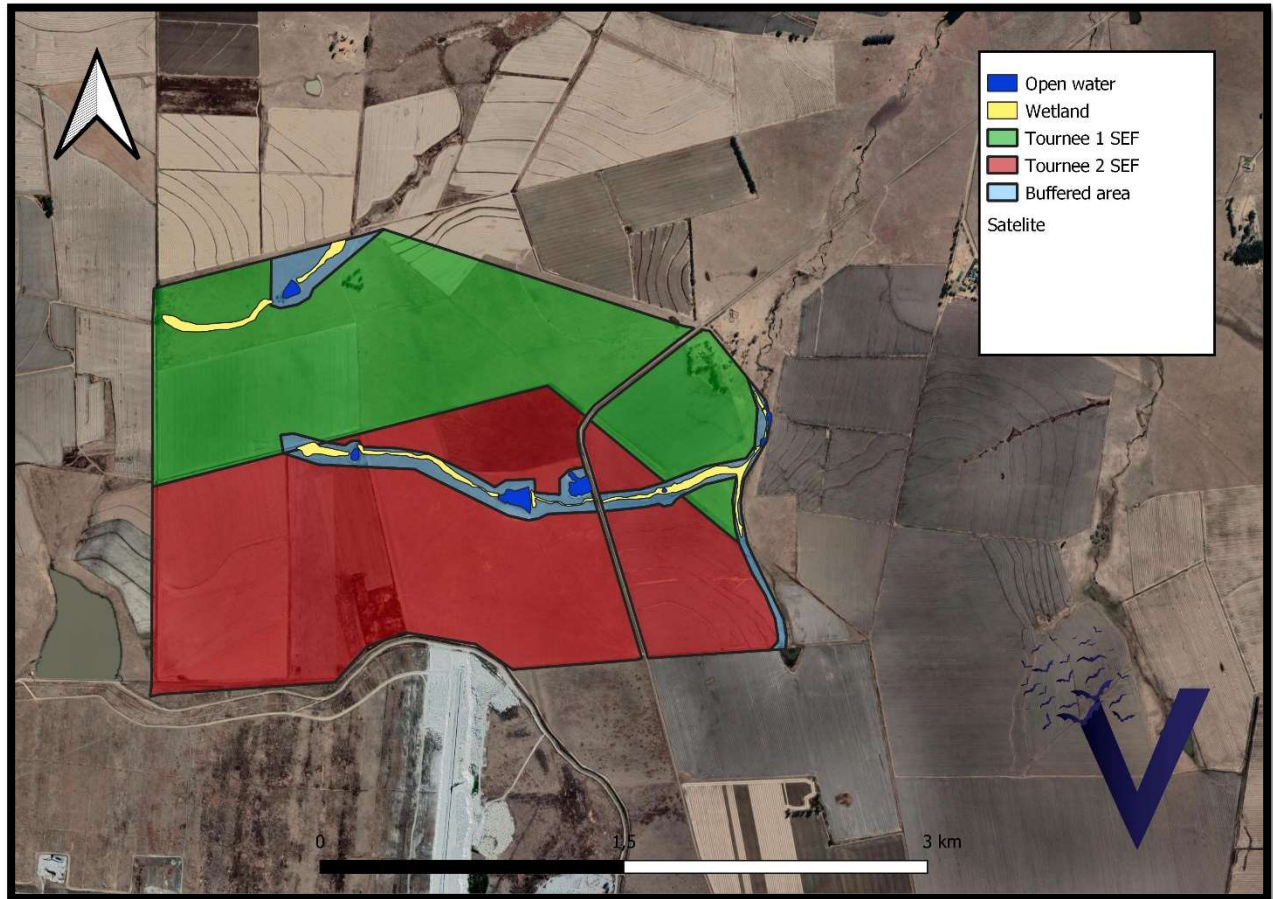 Open water
Wetland
Tournee 1 SEF
Tournee 2 SEF
Buffered area
Satelite
V
0 1,5 3 km